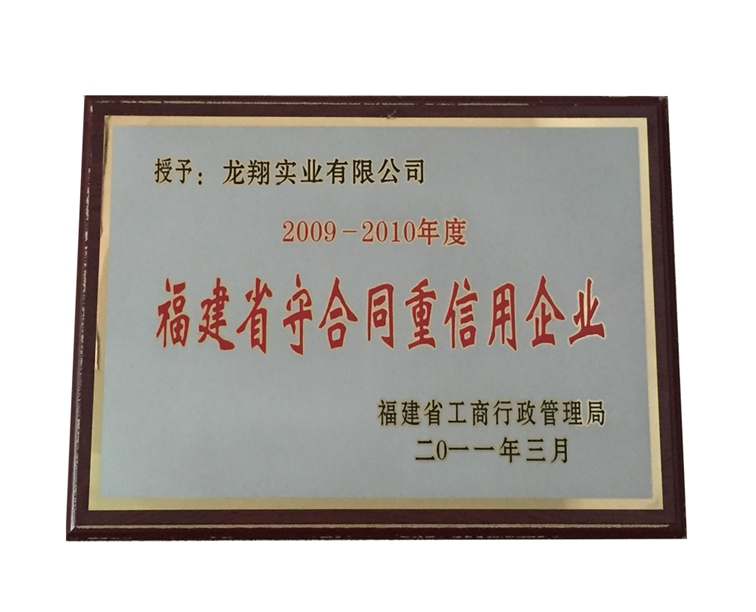 授予：龙翔实业有限公司
2009－2010年度
福建省守合同重信用企业
福建省工商行政管理局
二0一一年三月